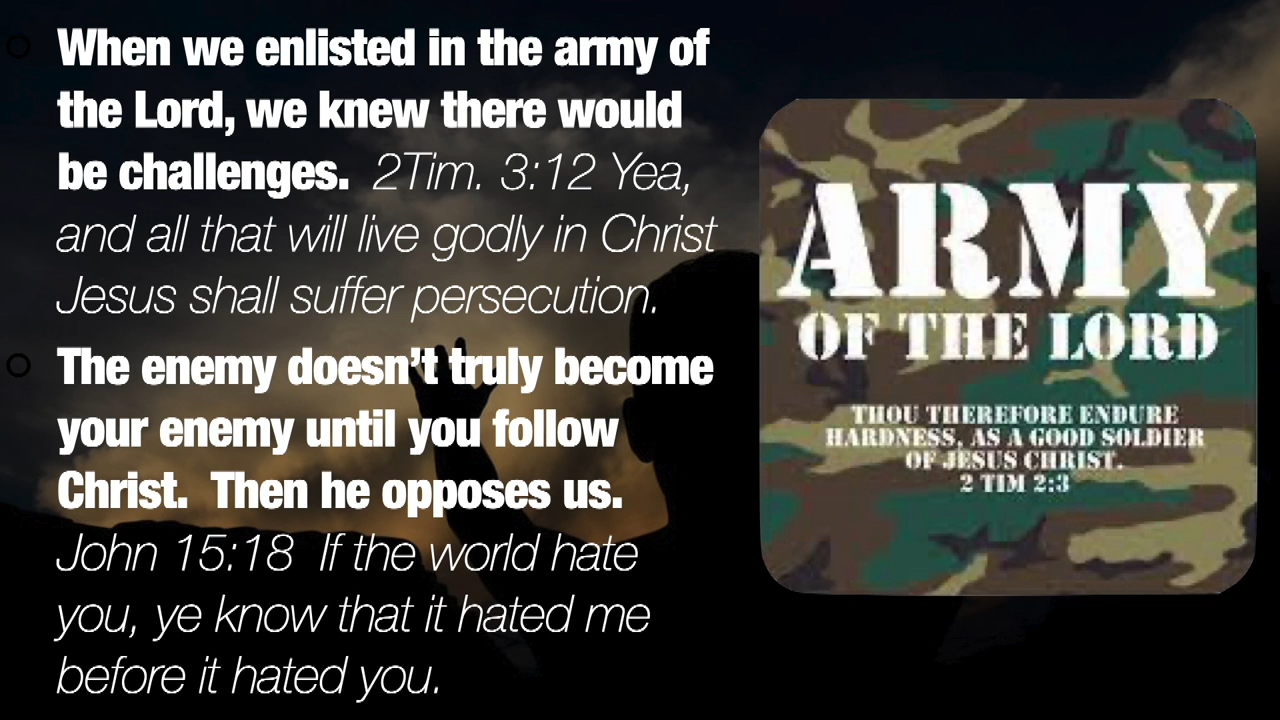 When we enlisted in the army of
the Lord, we knew there would
be challenges.  2Tim. 3:12 Yea,
and all that will live godly in Christ
Jesus shall suffer persecution.
The enemy doesn’t truly become
your enemy until you follow
Christ.  Then he opposes us.
John 15:18  If the world hate
you, ye know that it hated me
before it hated you.
ARMY
OF THE LORD
THOU THEREFORE ENDURE
HARDNESS, AS A GOOD SOLDIER
OF JESUS CHRIST.
2 TIM 2:3